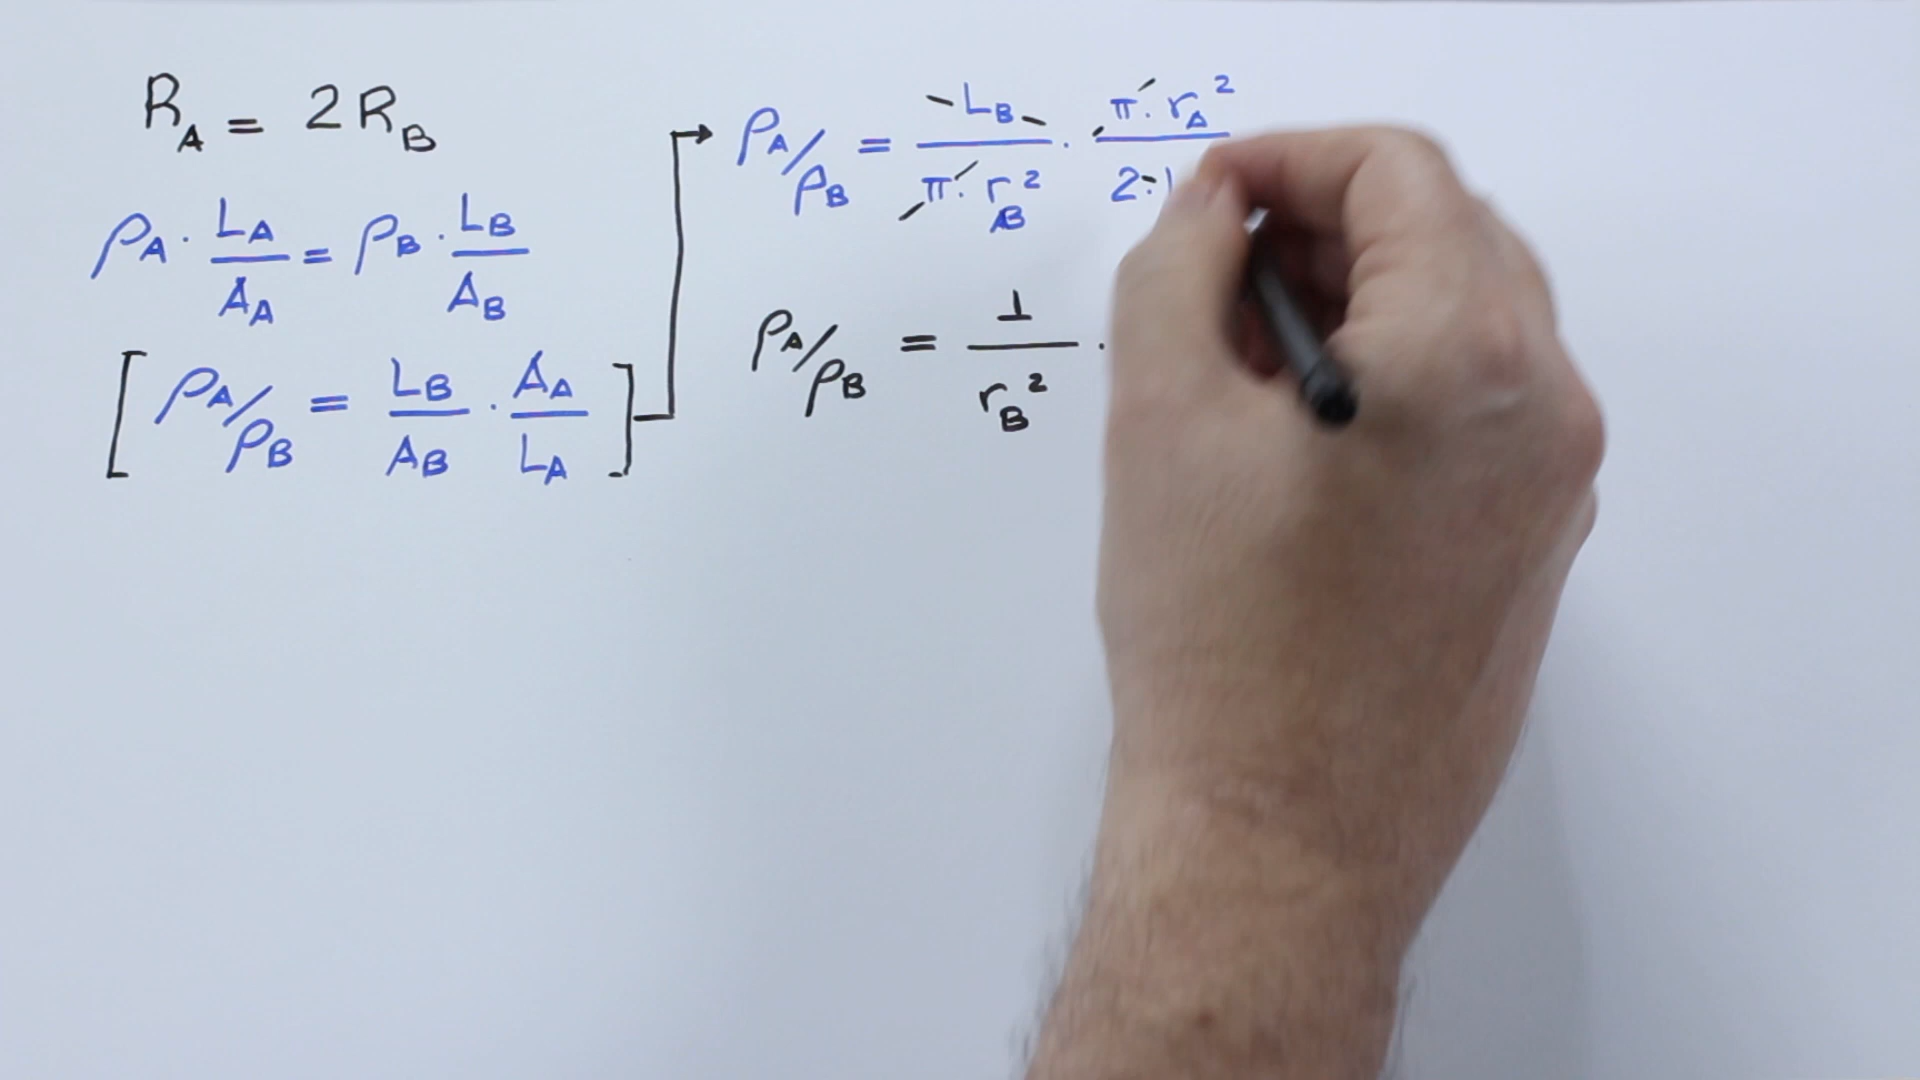 R_A = 2R_B
ρ_A · L_A/A_A = ρ_B · L_B/A_B
[ρ_A/ρ_B = L_B/A_B · A_A/L_A]
ρ_A/ρ_B = L_B/π · r_B² · π · r_A²/2 ·
ρ_A/ρ_B = 1/r_B² ·